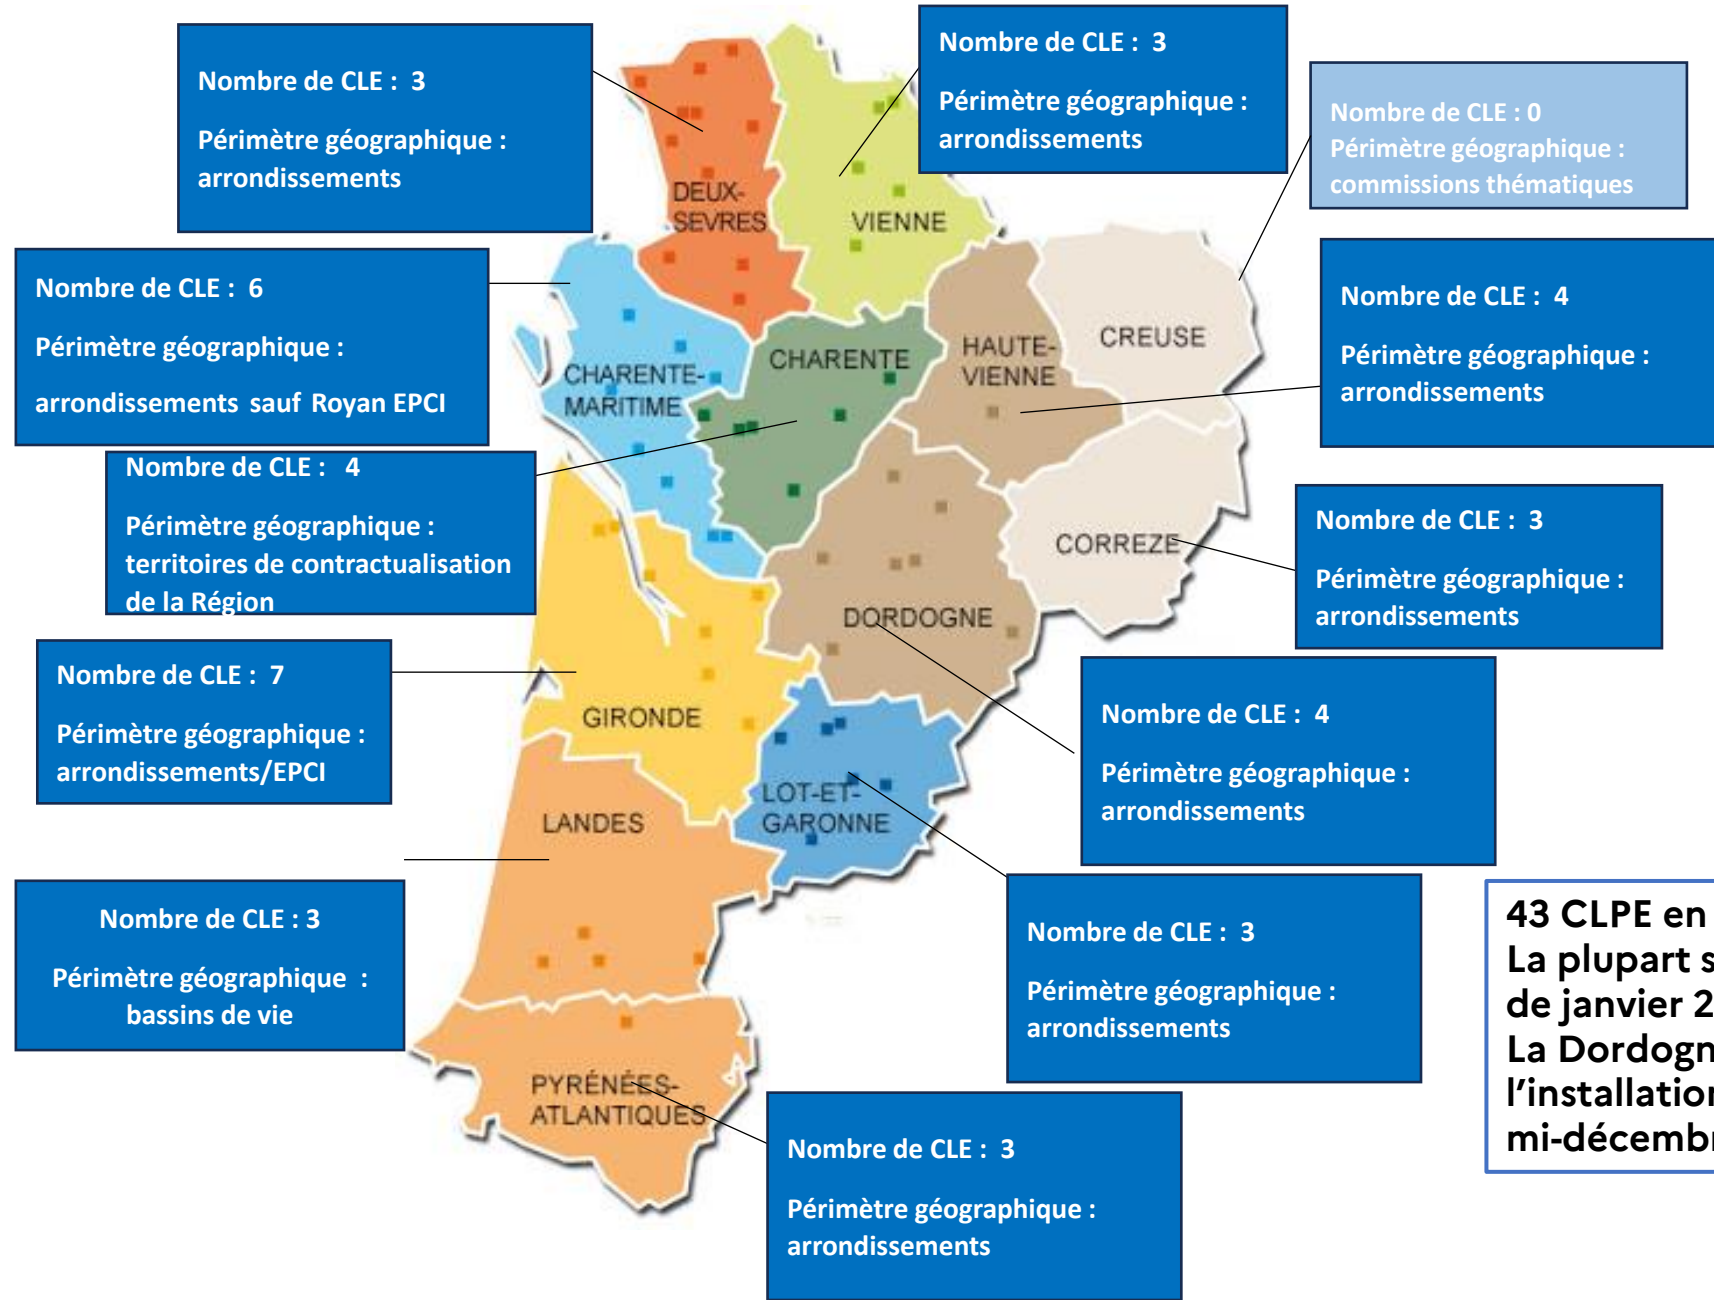 Nombre de CLE : 3
Périmètre géographique :
arrondissements
Nombre de CLE : 3
Périmètre géographique :
arrondissements
Nombre de CLE : 0
Périmètre géographique :
commissions thématiques
DEUX-
SEVRES
VIENNE
Nombre de CLE : 6
Périmètre géographique :
arrondissements sauf Royan EPCI
Nombre de CLE : 4
Périmètre géographique :
arrondissements
CHARENTE-
MARITIME
CHARENTE
HAUTE-
VIENNE
CREUSE
Nombre de CLE : 4
Périmètre géographique :
territoires de contractualisation
de la Région
Nombre de CLE : 3
Périmètre géographique :
arrondissements
CORREZE
DORDOGNE
Nombre de CLE : 7
Périmètre géographique :
arrondissements/EPCI
GIRONDE
Nombre de CLE : 4
Périmètre géographique :
arrondissements
LANDES
LOT-ET-
GARONNE
Nombre de CLE : 3
Périmètre géographique :
bassins de vie
Nombre de CLE : 3
Périmètre géographique :
arrondissements
43 CLPE en
La plupart s
de janvier 2
La Dordogn
l'installation
mi-décembr
PYRÉNÉES-
ATLANTIQUES
Nombre de CLE : 3
Périmètre géographique :
arrondissements